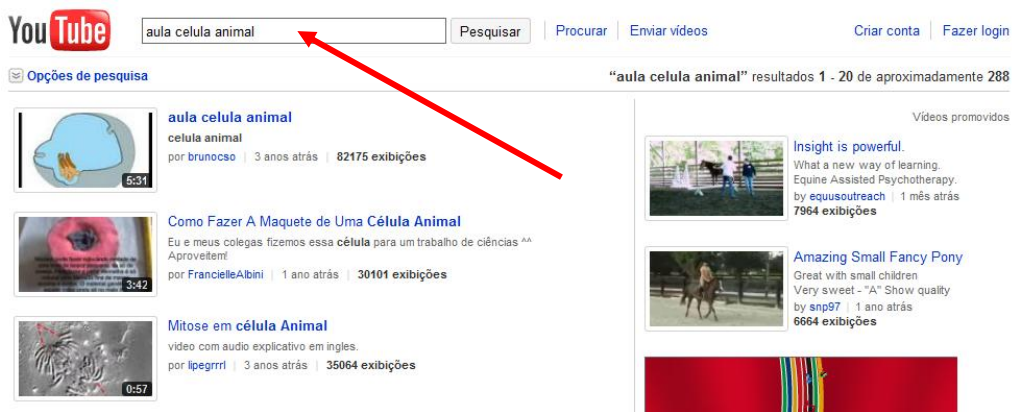 You Tube
aula celula animal
Pesquisar
Procurar
Enviar vídeos
Criar conta
Fazer login
Opções de pesquisa
"aula celula animal" resultados 1 - 20 de aproximadamente 288
5:31
aula celula animal
celula animal
por brunocso | 3 anos atrás | 82175 exibições
3:42
Como Fazer A Maquete de Uma Célula Animal
Eu e meus colegas fizemos essa célula para um trabalho de ciências ^^
Aproveitem!
por FrancielleAlbini | 1 ano atrás | 30101 exibições
0:57
Mitose em célula Animal
video com audio explicativo em ingles.
por lipegrrrl | 3 anos atrás | 35064 exibições
Vídeos promovidos
Insight is powerful.
What a new way of learning.
Equine Assisted Psychotherapy.
by equusoutreach | 1 mês atrás
7964 exibições
Amazing Small Fancy Pony
Great with small children
Very sweet - "A" Show quality
by snp97 | 1 ano atrás
6664 exibições